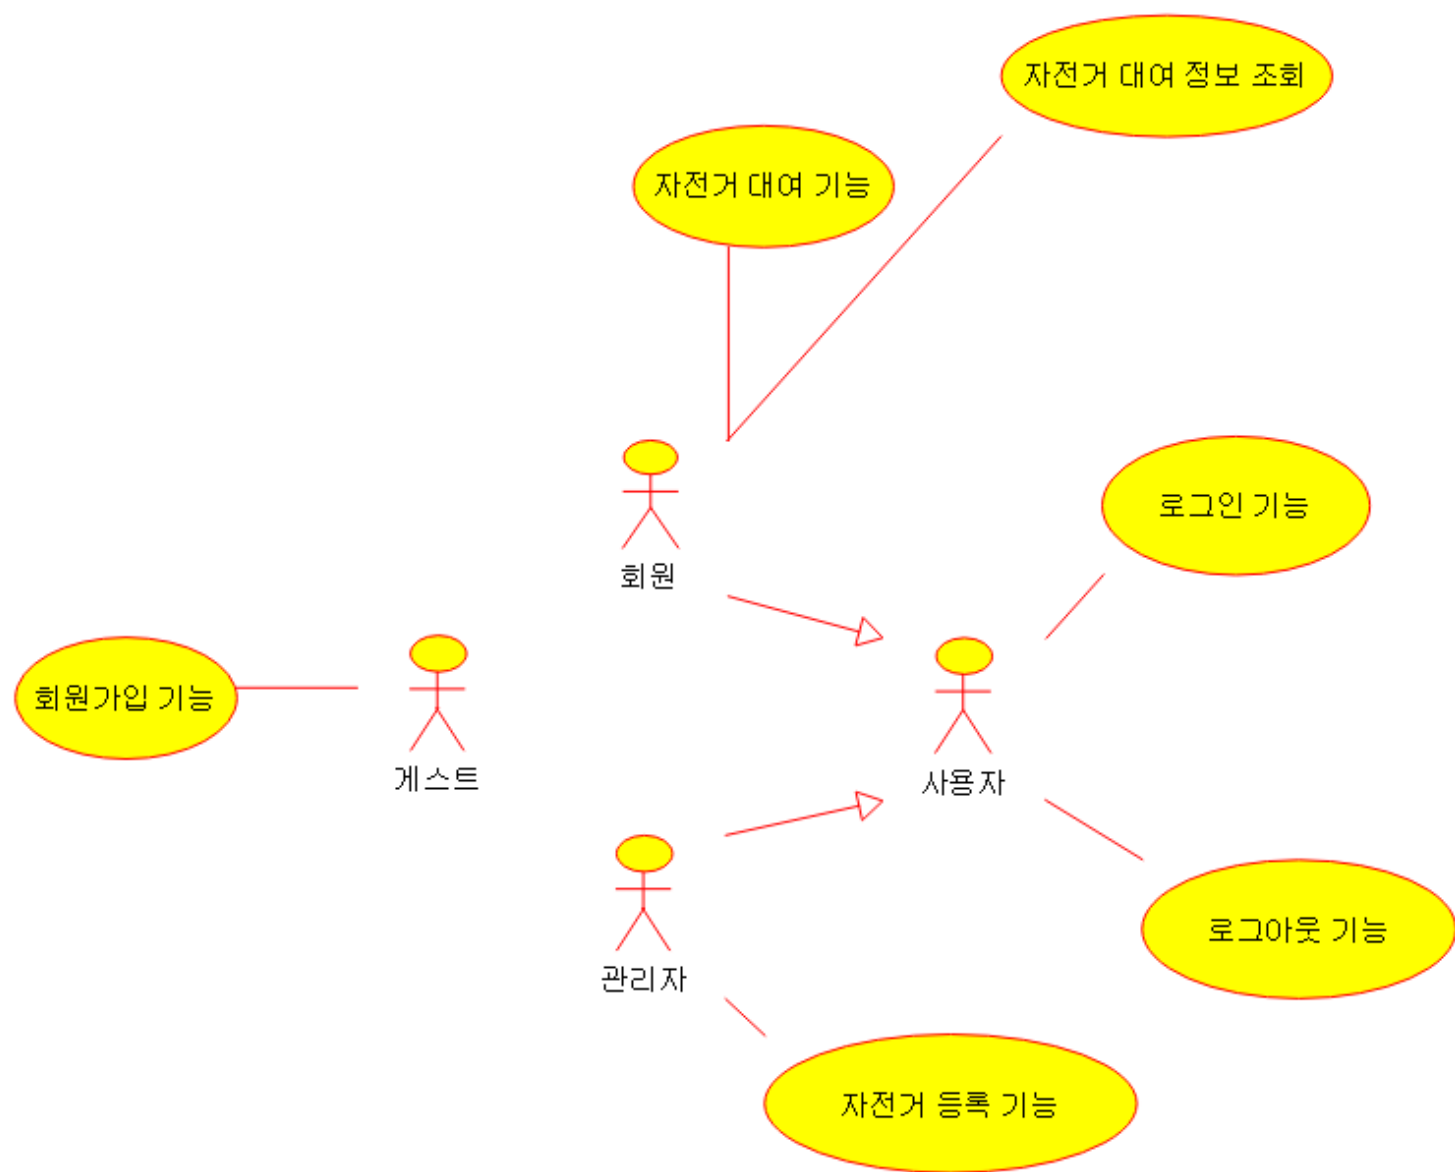 자전거 대여 정보 조회
자전거 대여 기능
로그인 기능
회원
회원가입 기능
게스트
사용자
로그아웃 기능
관리자
자전거 등록 기능